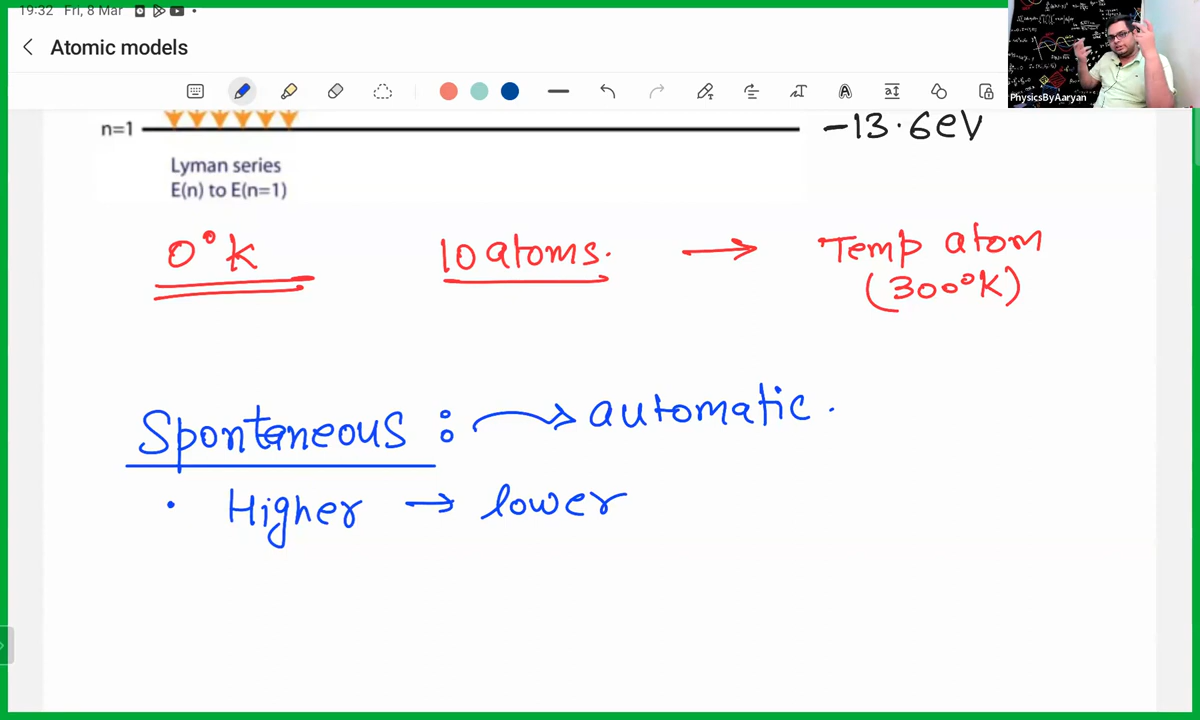 19:32 Fri, 8 Mar
Atomic models
PhysicsByAaryan
n=1
-13.6eV
Lyman series
E(n) to E(n=1)
0°K 10 atoms. → Temp atom
(300°K)
Spontaneous : → automatic.
• Higher → lower